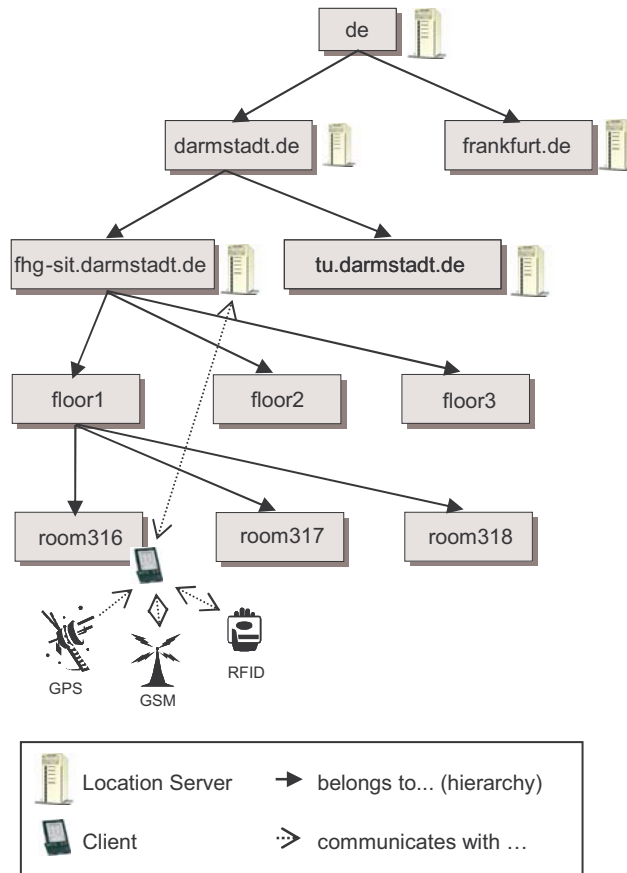 de
darmstadt.de
frankfurt.de
fhg-sit.darmstadt.de
tu.darmstadt.de
floor1
floor2
floor3
room316
room317
room318
GPS
GSM
RFID
Location Server
belongs to... (hierarchy)
Client
communicates with ...